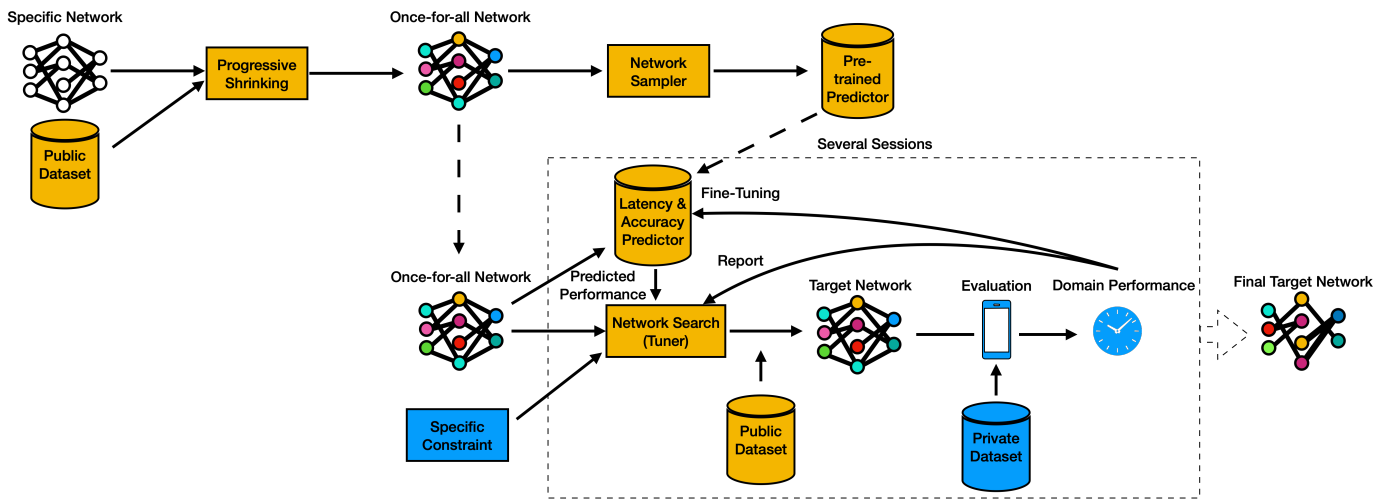 Specific Network
Once-for-all Network
Progressive
Shrinking
Network
Sampler
Pre-
trained
Predictor
Public
Dataset
Several Sessions
Latency &
Accuracy
Predictor
Fine-Tuning
Once-for-all Network
Predicted
Performance
Report
Target Network
Evaluation
Domain Performance
Final Target Network
Network Search
(Tuner)
Specific
Constraint
Public
Dataset
Private
Dataset